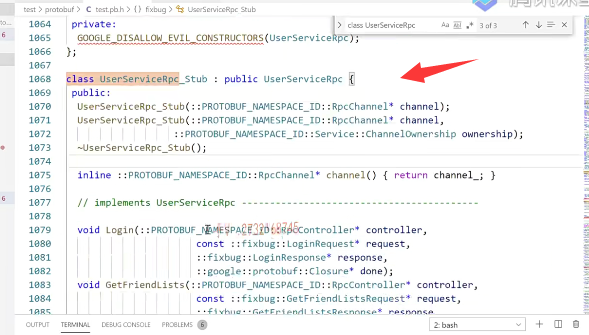 test > protobuf > C test.pb.h > {} fixbug > UserServiceRpc_Stub
class UserServiceRpc Aa ab .* 3 of 3
1064 private:
1065 GOOGLE_DISALLOW_EVIL_CONSTRUCTORS(UserServiceRpc);
1066 };
1067
1068 class UserServiceRpc_Stub : public UserServiceRpc {
1069 public:
1070 UserServiceRpc_Stub(::PROTOBUF_NAMESPACE_ID::RpcChannel* channel);
1071 UserServiceRpc_Stub(::PROTOBUF_NAMESPACE_ID::RpcChannel* channel,
1072 ::PROTOBUF_NAMESPACE_ID::Service::ChannelOwnership ownership);
1073 ~UserServiceRpc_Stub();
1074
1075 inline ::PROTOBUF_NAMESPACE_ID::RpcChannel* channel() { return channel_; }
1076
1077 // implements UserServiceRpc ------------------------------------------
1078
1079 void Login(::PROTOBUF_NAMESPACE_ID::RpcController* controller,
1080 const ::fixbug::LoginRequest* request,
1081 ::fixbug::LoginResponse* response,
1082 ::google::protobuf::Closure* done);
1083 void GetFriendLists(::PROTOBUF_NAMESPACE_ID::RpcController* controller,
1084 const ::fixbug::GetFriendListsRequest* request,
1085 ::fixbug::GetFriendListsResponse* response,
OUTPUT TERMINAL DEBUG CONSOLE PROBLEMS 6 2: bash